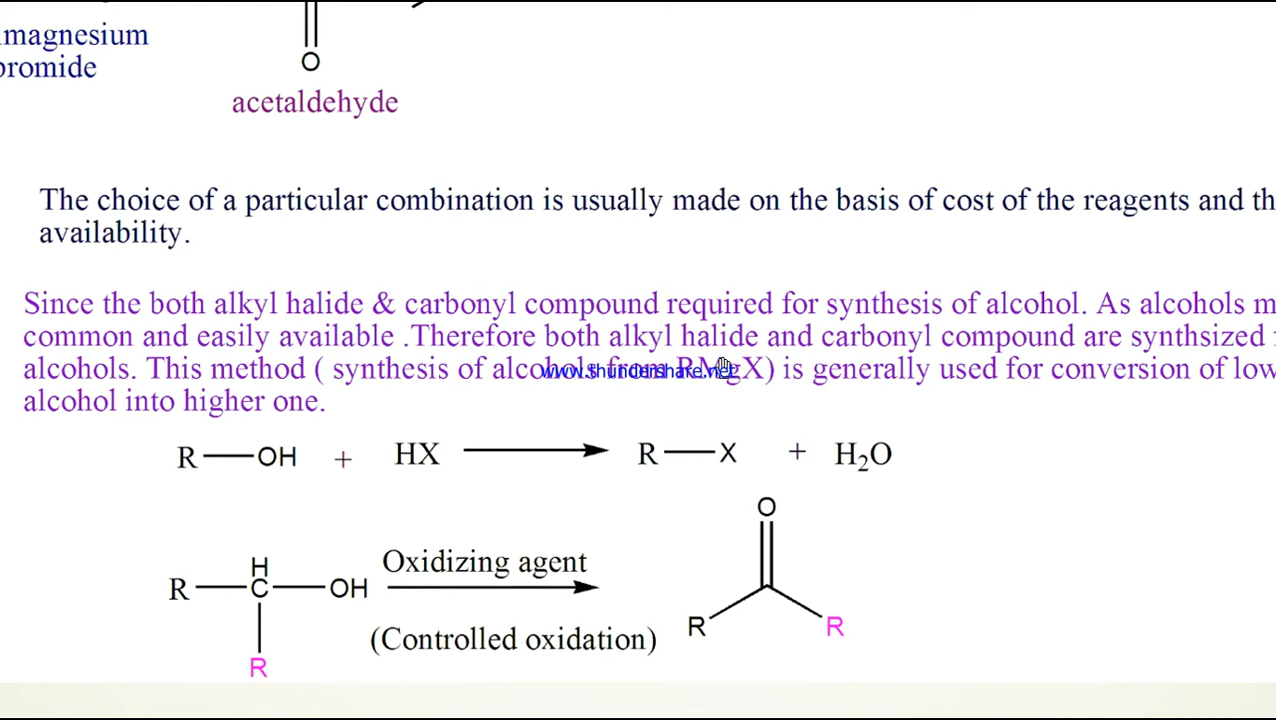 magnesium
bromide
O
acetaldehyde
The choice of a particular combination is usually made on the basis of cost of the reagents and
availability.
Since the both alkyl halide & carbonyl compound required for synthesis of alcohol. As alcohols
common and easily available .Therefore both alkyl halide and carbonyl compound are synthsized
alcohols. This method ( synthesis of alcohols from RMgX) is generally used for conversion of
www.thundershare.net
alcohol into higher one.
R—OH + HX → R—X + H₂O
O
H Oxidizing agent
R—C—OH →
(Controlled oxidation) R R
R